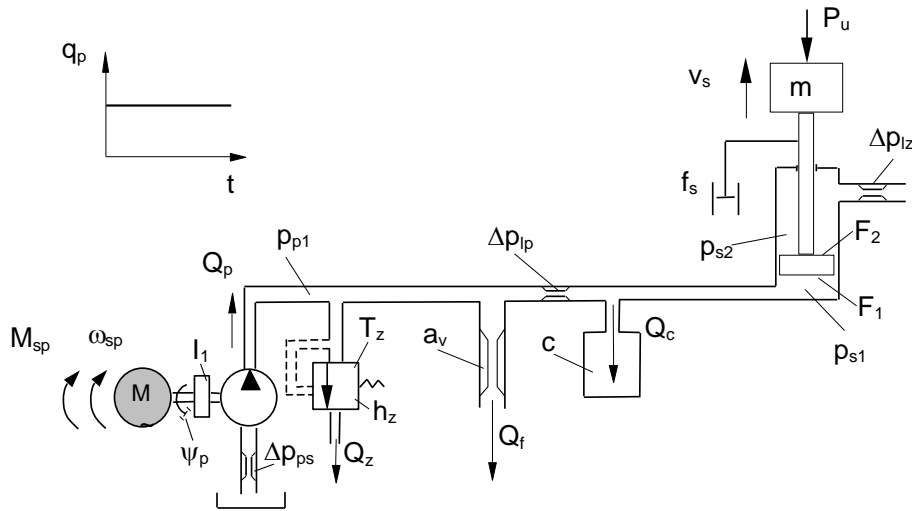 P_u
q_p
v_s
m
Δp_lz
t
f_s
Δp_lp
p_p1
p_s2
F_2
Q_p
F_1
M_sp
ω_sp
I_1
T_z
a_v
c
Q_c
p_s1
M
h_z
ψ_p
Δp_ps
Q_z
Q_f